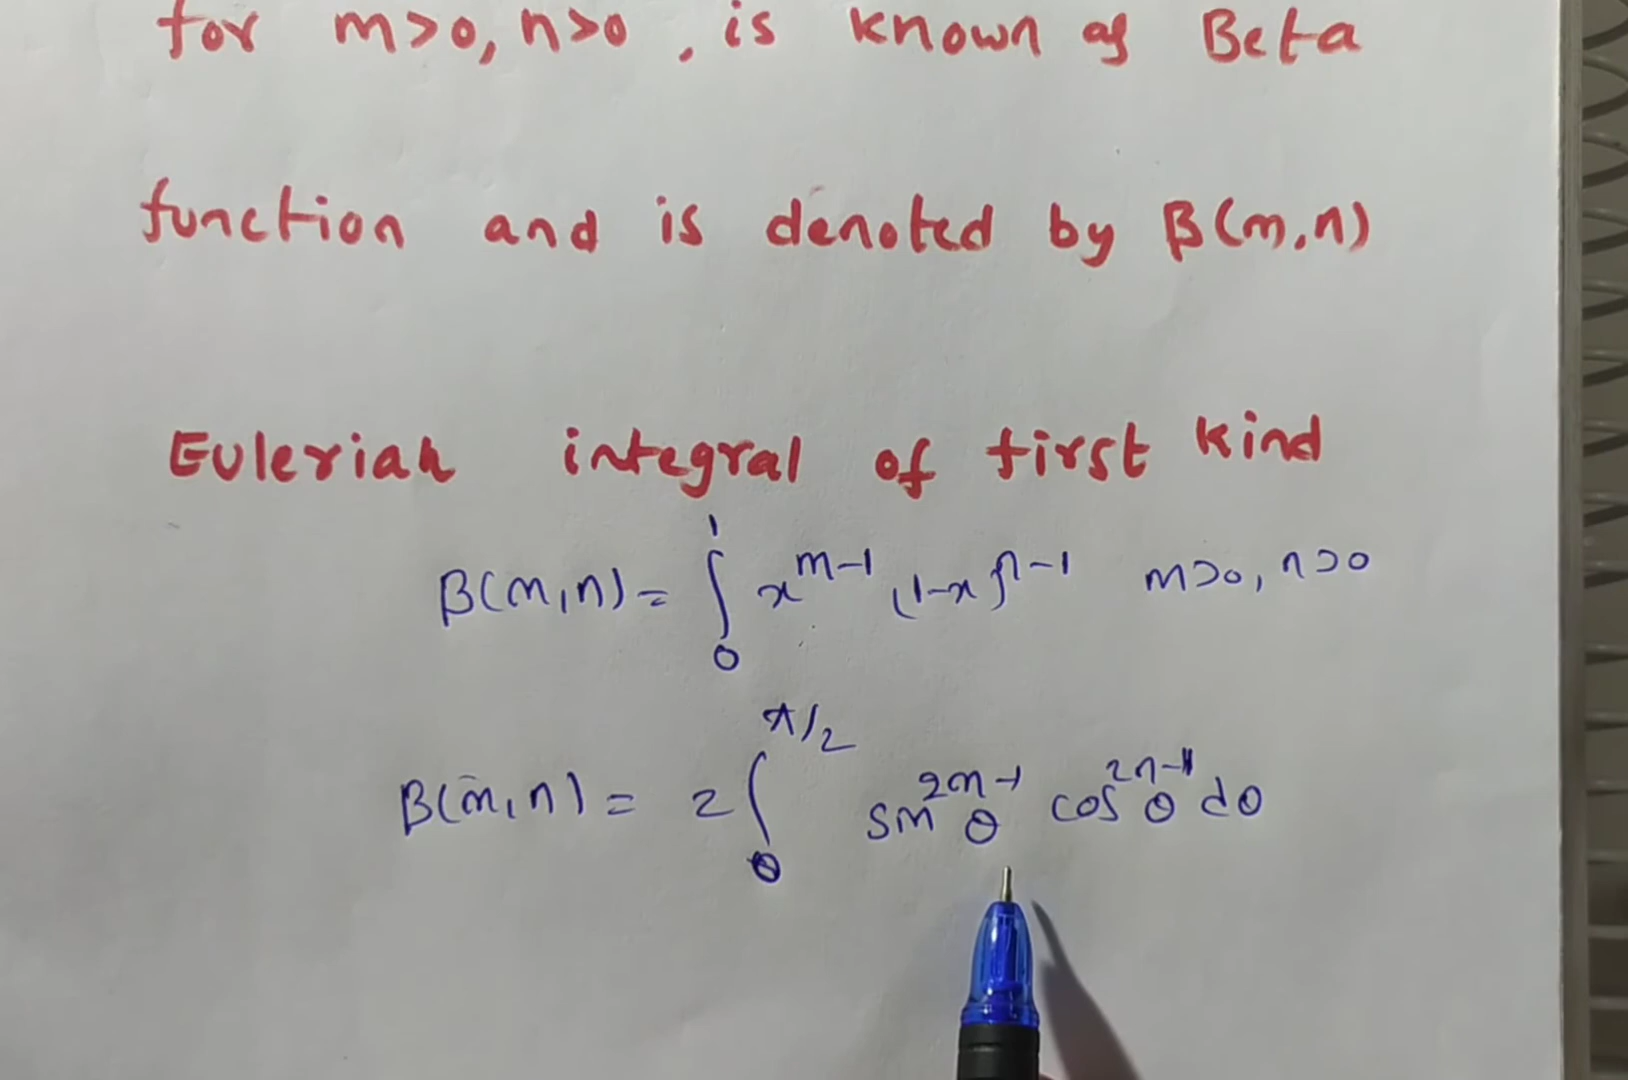 for m>0, n>0, is known as Beta
function and is denoted by β(m,n)
Eulerian integral of first kind
β(m,n) = ∫₀¹ x^{m-1} (1-x)^{n-1} m>0, n>0
β(m,n) = 2∫₀^{π/2} sin^{2m-1}θ cos^{2n-1}θ dθ